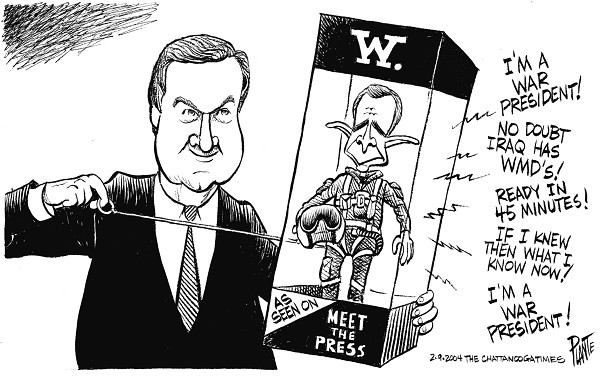 W.
I'M A
WAR
PRESIDENT!
NO DOUBT
IRAQ HAS
WMD'S!
READY IN
45 MINUTES!
IF I KNEW
THEN WHAT I
KNOW NOW!
I'M A
WAR
PRESIDENT!
AS
SEEN ON
MEET
THE
PRESS
2-9-2004 THE CHATTANOOGA TIMES
PLANTE